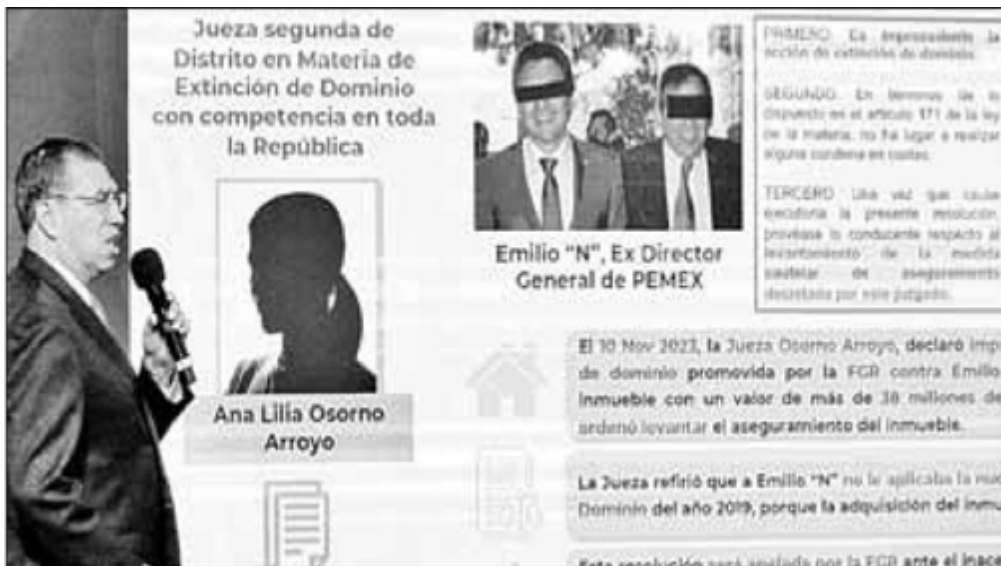 Jueza segunda de
Distrito en Materia de
Extinción de Dominio
con competencia en toda
la República
Ana Lilia Osorno
Arroyo
Emilio “N”, Ex Director
General de PEMEX
PRIMERO. Es improcedente la
acción de extinción de dominio.
SEGUNDO. En términos de lo
dispuesto en el artículo 171 de la ley
de la materia, no ha lugar a realizar
alguna condena en costas.
TERCERO. Una vez que cause
ejecutoria la presente resolución,
provéase lo conducente respecto al
levantamiento de la medida
cautelar de aseguramiento
decretada por este juzgado.
El 10 Nov 2023, la Jueza Osorno Arroyo, declaró imp
de dominio promovida por la FGR contra Emilio
inmueble con un valor de más de 38 millones de
ordenó levantar el aseguramiento del inmueble.
La Jueza refirió que a Emilio “N” no le aplicaba la nue
Dominio del año 2019, porque la adquisición del inmu
Esta resolución será apelada por la FGR ante el inace